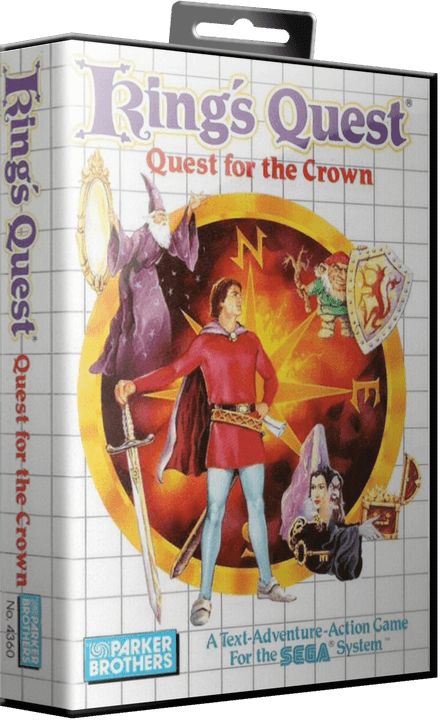 King's Quest®
Quest for the Crown
N
E
A Text-Adventure-Action Game
For the SEGA® System™
PARKER
BROTHERS
King's Quest®
Quest for the Crown
PARKER
BROTHERS
No. 4360